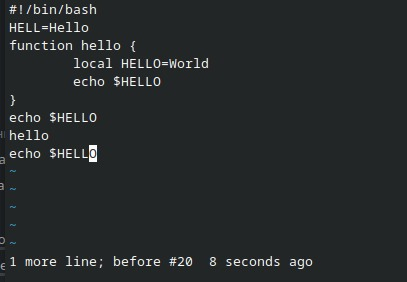 #!/bin/bash
HELL=Hello
function hello {
        local HELLO=World
        echo $HELLO
}
echo $HELLO
hello
echo $HELLO
~
~
~
~
~
1 more line; before #20  8 seconds ago